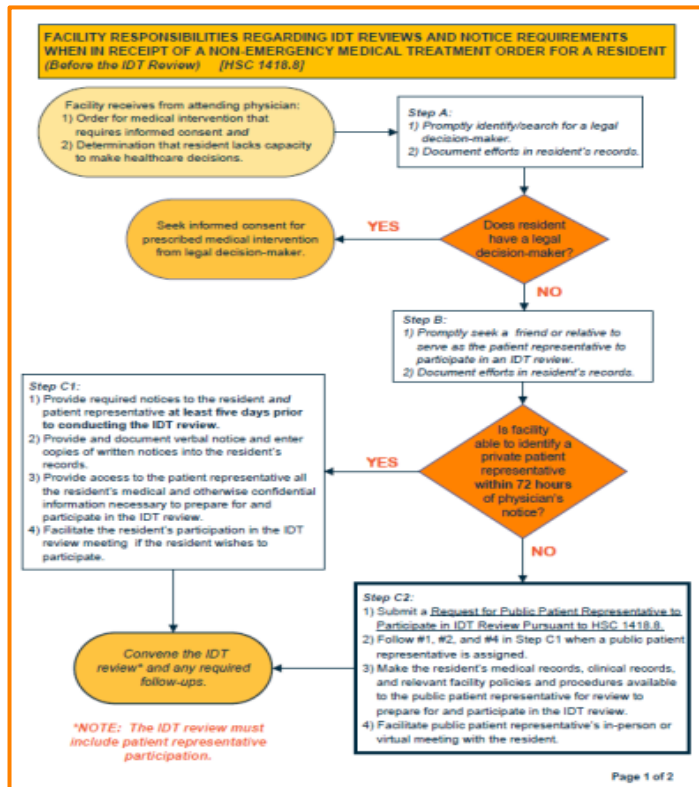 FACILITY RESPONSIBILITIES REGARDING IDT REVIEWS AND NOTICE REQUIREMENTS
WHEN IN RECEIPT OF A NON-EMERGENCY MEDICAL TREATMENT ORDER FOR A RESIDENT
(Before the IDT Review) [HSC 1418.8]
Facility receives from attending physician:
1) Order for medical intervention that
requires informed consent and
2) Determination that resident lacks capacity
to make healthcare decisions.
Step A:
1) Promptly identify/search for a legal
decision-maker.
2) Document efforts in resident's records.
Does resident
have a legal
decision-maker?
YES
Seek informed consent for
prescribed medical intervention
from legal decision-maker.
NO
Step B:
1) Promptly seek a friend or relative to
serve as the patient representative to
participate in an IDT review.
2) Document efforts in resident's records.
Is facility
able to identify a
private patient
representative
within 72 hours
of physician's
notice?
YES
Step C1:
1) Provide required notices to the resident and
patient representative at least five days prior
to conducting the IDT review.
2) Provide and document verbal notice and enter
copies of written notices into the resident's
records.
3) Provide access to the patient representative all
the resident's medical and otherwise confidential
information necessary to prepare for and
participate in the IDT review.
4) Facilitate the resident's participation in the IDT
review meeting if the resident wishes to
participate.
NO
Step C2:
1) Submit a Request for Public Patient Representative to
Participate in IDT Review Pursuant to HSC 1418.8.
2) Follow #1, #2, and #4 in Step C1 when a public patient
representative is assigned.
3) Make the resident's medical records, clinical records,
and relevant facility policies and procedures available
to the public patient representative for review to
prepare for and participate in the IDT review.
4) Facilitate public patient representative's in-person or
virtual meeting with the resident.
Convene the IDT
review* and any required
follow-ups.
*NOTE: The IDT review must
include patient representative
participation.
Page 1 of 2